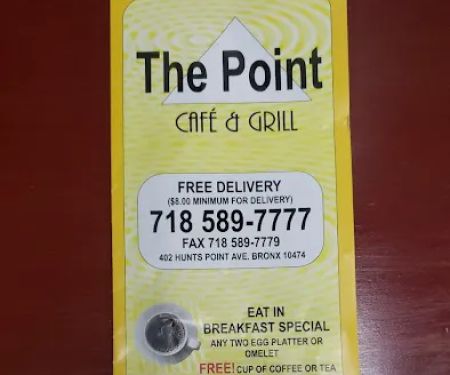 The Point
CAFÉ & GRILL
FREE DELIVERY
($8.00 MINIMUM FOR DELIVERY)
718 589-7777
FAX 718 589-7779
402 HUNTS POINT AVE. BRONX 10474
EAT IN
BREAKFAST SPECIAL
ANY TWO EGG PLATTER OR
OMELET
FREE! CUP OF COFFEE OR TEA